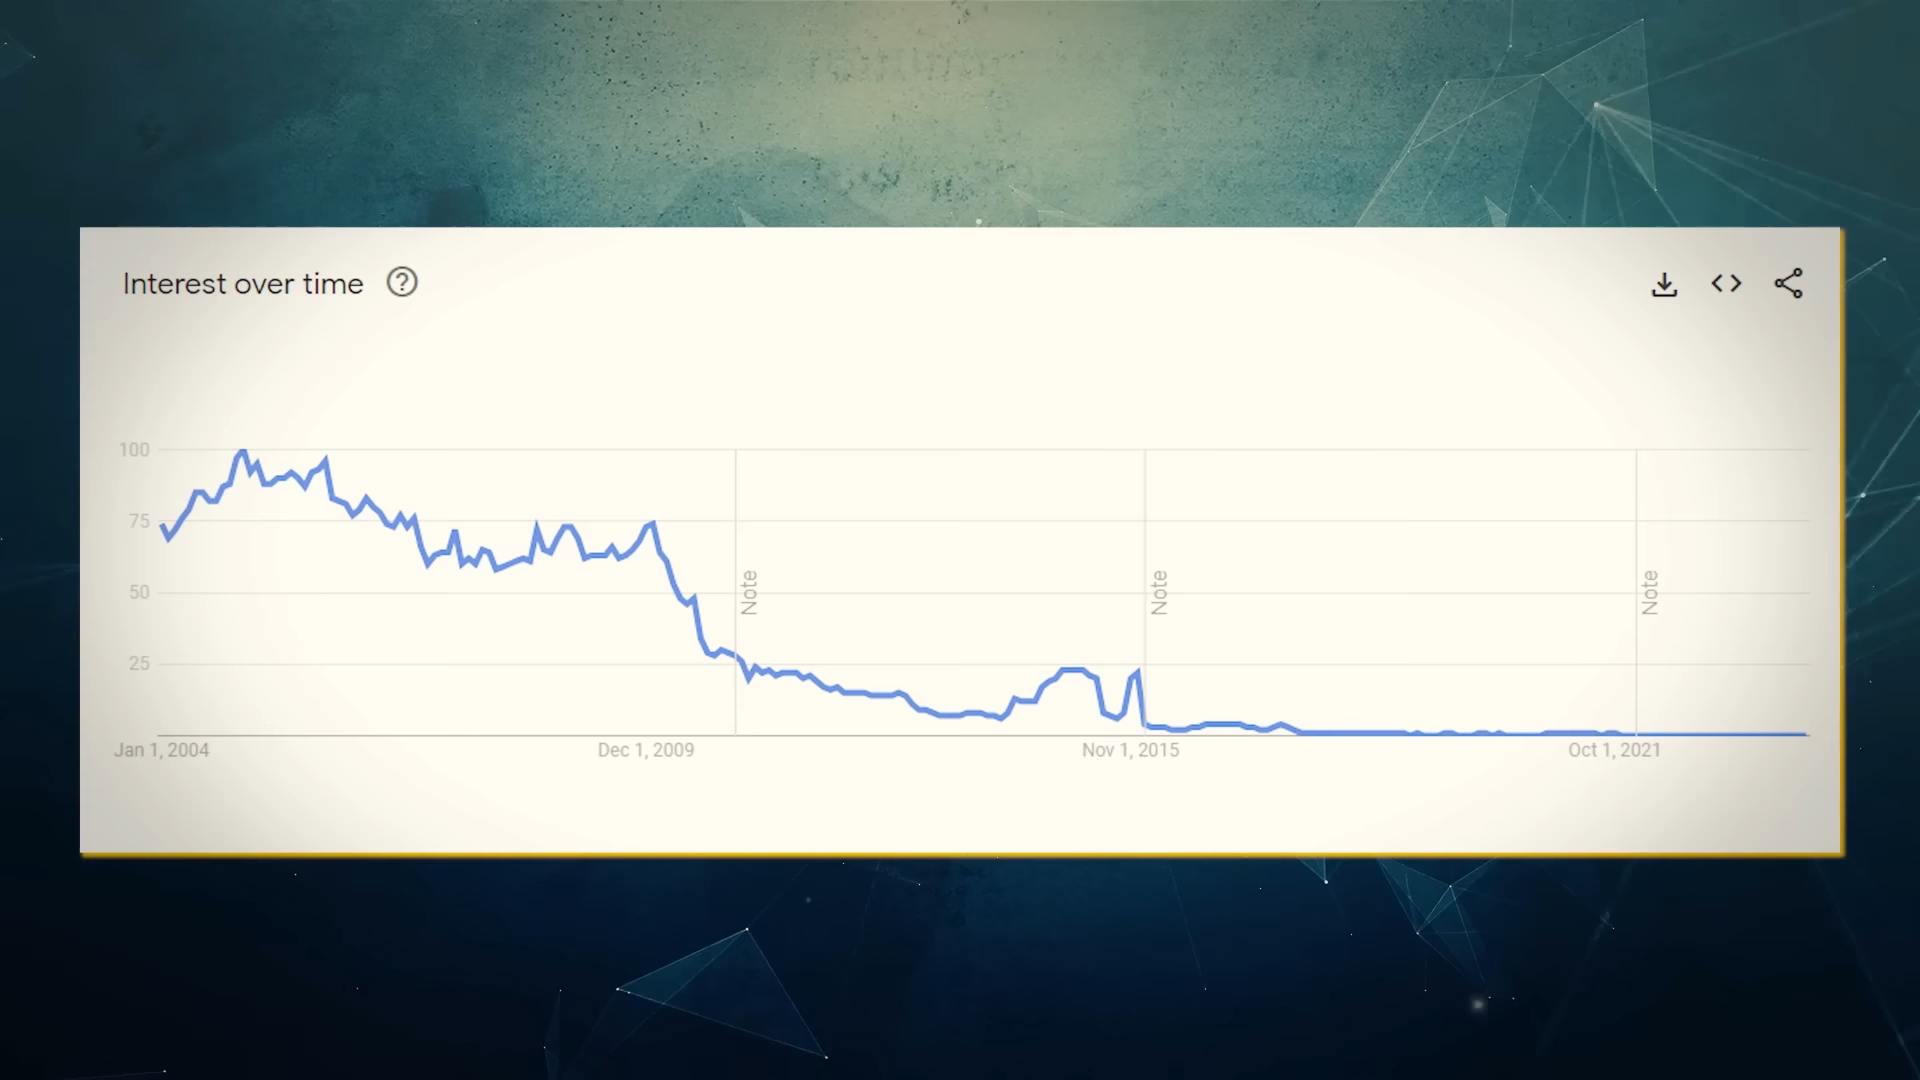 Interest over time
100
75
50
25
Note
Note
Note
Jan 1, 2004
Dec 1, 2009
Nov 1, 2015
Oct 1, 2021